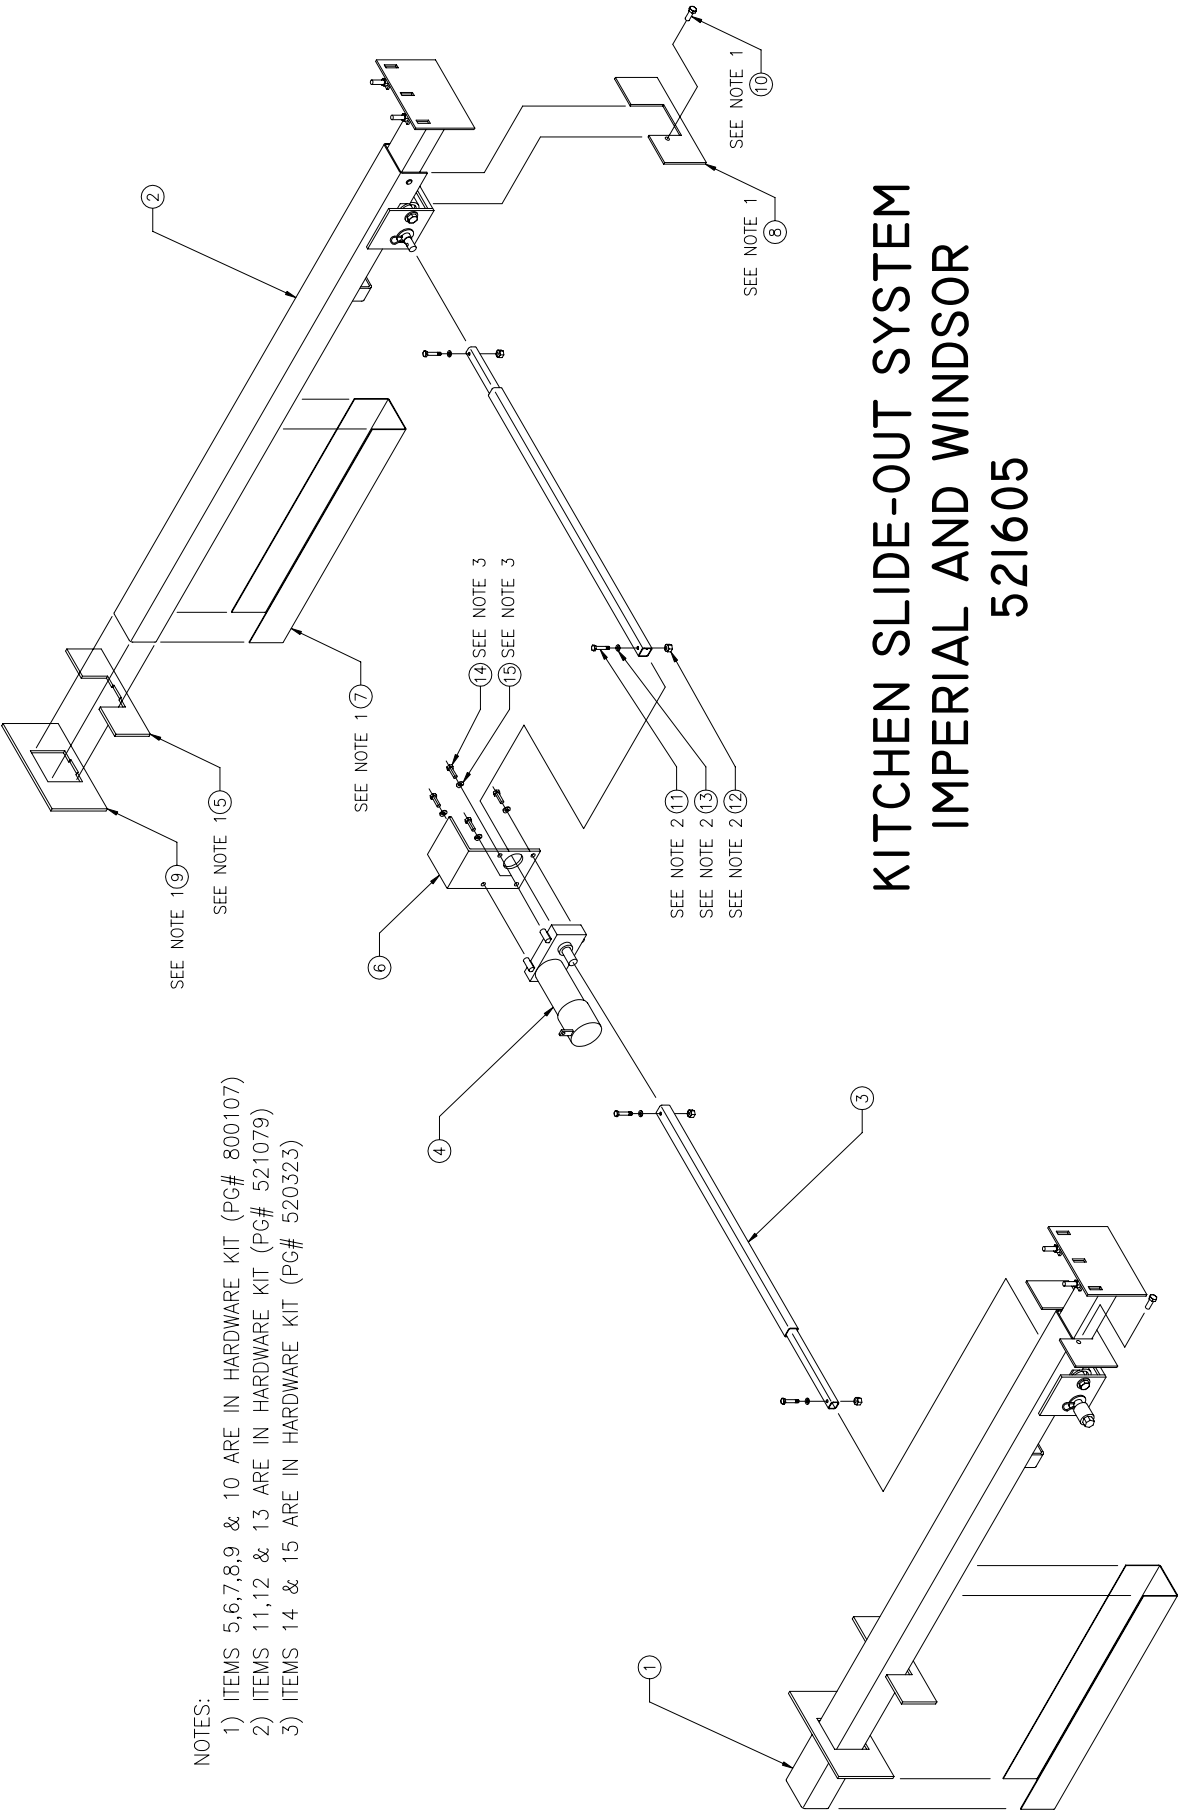 NOTES:
1) ITEMS 5,6,7,8,9 & 10 ARE IN HARDWARE KIT (PG# 800107)
2) ITEMS 11,12 & 13 ARE IN HARDWARE KIT (PG# 521079)
3) ITEMS 14 & 15 ARE IN HARDWARE KIT (PG# 520323)
SEE NOTE 1 9
SEE NOTE 1 5
2
SEE NOTE 1 7
6
4
14 SEE NOTE 3
15 SEE NOTE 3
1
SEE NOTE 2 11
SEE NOTE 2 13
SEE NOTE 2 12
SEE NOTE 1
10
SEE NOTE 1
8
3
KITCHEN SLIDE-OUT SYSTEM
IMPERIAL AND WINDSOR
521605